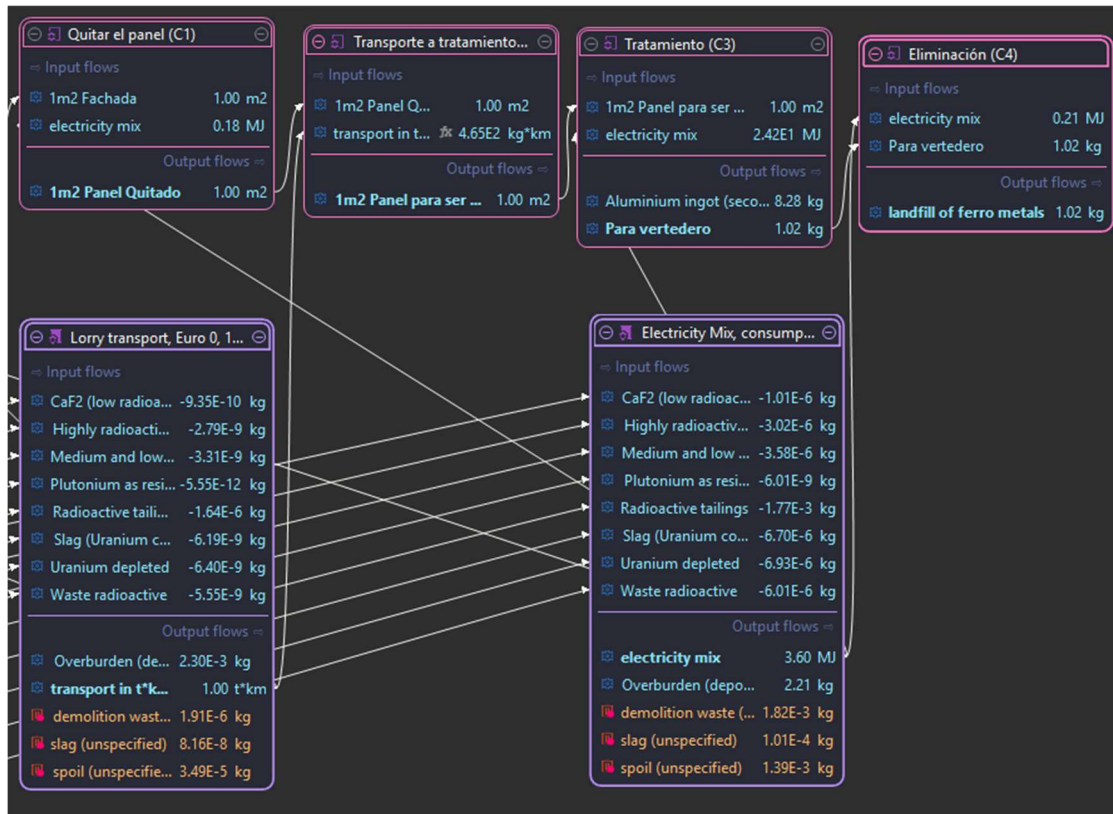 Quitar el panel (C1)
Input flows
1m2 Fachada 1.00 m2
electricity mix 0.18 MJ
Output flows
1m2 Panel Quitado 1.00 m2
Transporte a tratamiento...
Input flows
1m2 Panel Q... 1.00 m2
transport in t... fx 4.65E2 kg*km
Output flows
1m2 Panel para ser ... 1.00 m2
Tratamiento (C3)
Input flows
1m2 Panel para ser ... 1.00 m2
electricity mix 2.42E1 MJ
Output flows
Aluminium ingot (seco... 8.28 kg
Para vertedero 1.02 kg
Eliminación (C4)
Input flows
electricity mix 0.21 MJ
Para vertedero 1.02 kg
Output flows
landfill of ferro metals 1.02 kg
Lorry transport, Euro 0, 1...
Input flows
CaF2 (low radioa... -9.35E-10 kg
Highly radioacti... -2.79E-9 kg
Medium and low... -3.31E-9 kg
Plutonium as resi... -5.55E-12 kg
Radioactive taili... -1.64E-6 kg
Slag (Uranium c... -6.19E-9 kg
Uranium depleted -6.40E-9 kg
Waste radioactive -5.55E-9 kg
Output flows
Overburden (de... 2.30E-3 kg
transport in t*k... 1.00 t*km
demolition wast... 1.91E-6 kg
slag (unspecified) 8.16E-8 kg
spoil (unspecifie... 3.49E-5 kg
Electricity Mix, consump...
Input flows
CaF2 (low radioac... -1.01E-6 kg
Highly radioactiv... -3.02E-6 kg
Medium and low ... -3.58E-6 kg
Plutonium as resi... -6.01E-9 kg
Radioactive tailings -1.77E-3 kg
Slag (Uranium co... -6.70E-6 kg
Uranium depleted -6.93E-6 kg
Waste radioactive -6.01E-6 kg
Output flows
electricity mix 3.60 MJ
Overburden (depo... 2.21 kg
demolition waste (... 1.82E-3 kg
slag (unspecified) 1.01E-4 kg
spoil (unspecified) 1.39E-3 kg